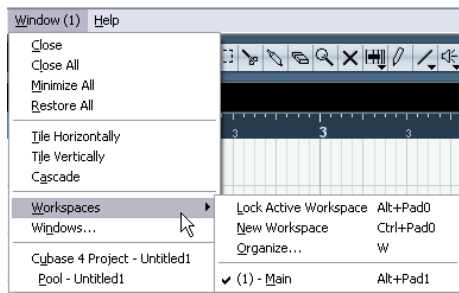 Window (1) Help
Close
Close All
Minimize All
Restore All
3 3 3
Tile Horizontally
Tile Vertically
Cascade
Workspaces
Lock Active Workspace Alt+Pad0
Windows...
New Workspace Ctrl+Pad0
Organize... W
Cubase 4 Project - Untitled1
Pool - Untitled1
✓ (1) - Main Alt+Pad1